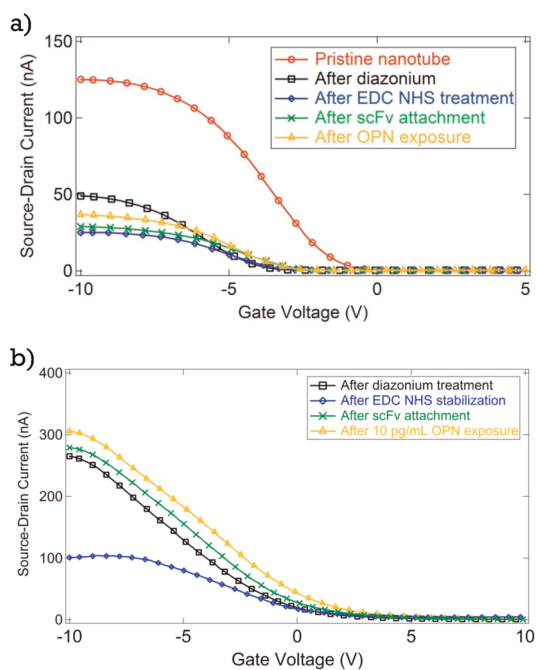 a)
150
100
50
0
Source-Drain Current (nA)
Pristine nanotube
After diazonium
After EDC NHS treatment
After scFv attachment
After OPN exposure
-10
-5
0
5
Gate Voltage (V)
b)
400
300
200
100
0
Source-Drain Current (nA)
After diazonium treatment
After EDC NHS stabilization
After scFv attachment
After 10 pg/mL OPN exposure
-10
-5
0
5
10
Gate Voltage (V)